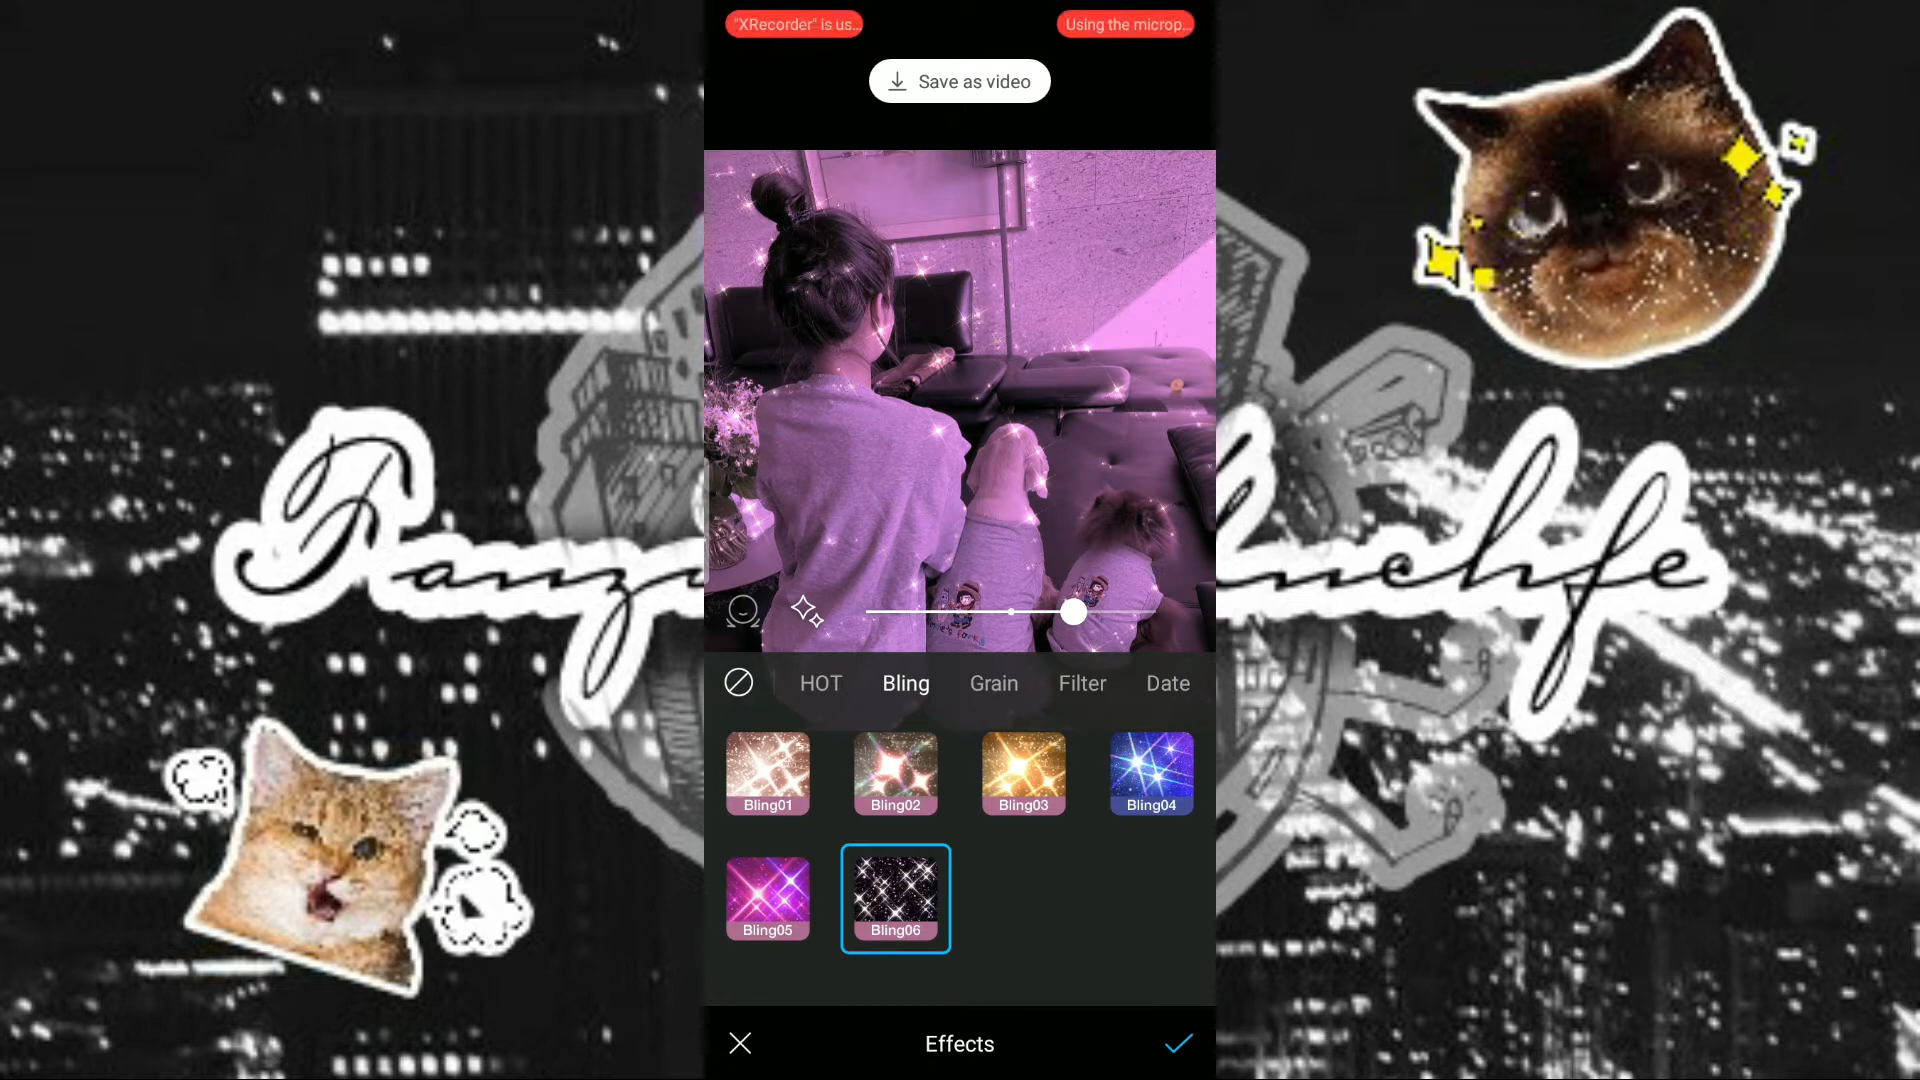 "XRecorder" is us...
Using the microp...
Save as video
HOT
Bling
Grain
Filter
Date
Bling01
Bling02
Bling03
Bling04
Bling05
Bling06
Effects